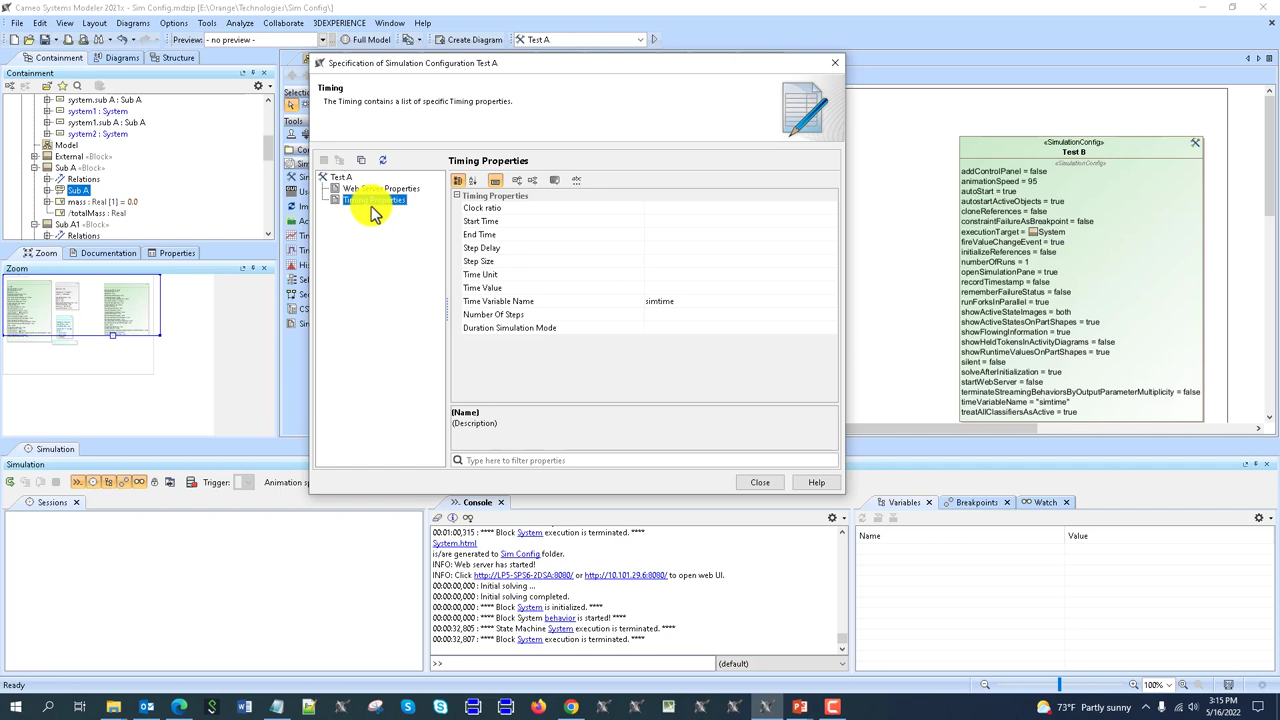 Cameo Systems Modeler 2021x - Sim Config.mdzip [E:\Orange\Technologies\Sim Config\]
File Edit View Layout Diagrams Options Tools Analyze Collaborate 3DEXPERIENCE Window Help
Preview: - no preview - Full Model Create Diagram Test A
Containment Diagrams Structure
Containment
system.sub A : Sub A
system1 : System
system1.sub A : Sub A
system2 : System
Model
External «Block»
Sub A «Block»
Relations
Sub A
mass : Real [1] = 0.0
/totalMass : Real
Sub A1 «Block»
Relations
Zoom Documentation Properties
Zoom
Selectio
Tools
Specification of Simulation Configuration Test A
Timing
The Timing contains a list of specific Timing properties.
Test A
Web Server Properties
Timing Properties
Timing Properties
Timing Properties
Clock ratio
Start Time
End Time
Step Delay
Step Size
Time Unit
Time Value
Time Variable Name simtime
Number Of Steps
Duration Simulation Mode
(Name)
(Description)
Type here to filter properties
Close Help
«SimulationConfig»
Test B
«SimulationConfig»
addControlPanel = false
animationSpeed = 95
autoStart = true
autostartActiveObjects = true
cloneReferences = false
constraintFailureAsBreakpoint = false
executionTarget = System
fireValueChangeEvent = true
initializeReferences = false
numberOfRuns = 1
openSimulationPane = true
recordTimestamp = false
rememberFailureStatus = false
runForksInParallel = true
showActiveStateImages = both
showActiveStatesOnPartShapes = true
showFlowingInformation = true
showHeldTokensInActivityDiagrams = true
showRuntimeValuesOnPartShapes = true
silent = false
solveAfterInitialization = true
startWebServer = false
terminateStreamingBehaviorsByOutputParameterMultiplicity = false
timeVariableName = "simtime"
treatAllClassifiersAsActive = true
Simulation
Simulation
Trigger: Animation sp
Sessions
Console
00:01:00,315 : **** Block System execution is terminated. ****
System.html
is/are generated to Sim Config folder.
INFO: Web server has started!
INFO: Click http://LP5-SPS6-2DSA:8080/ or http://10.101.29.6:8080/ to open web UI.
00:00:00,000 : Initial solving ...
00:00:00,000 : Initial solving completed.
00:00:00,000 : **** Block System is initialized. ****
00:00:00,000 : **** Block System behavior is started! ****
00:00:32,805 : **** State Machine System execution is terminated. ****
00:00:32,807 : **** Block System execution is terminated. ****
>> (default)
Variables Breakpoints Watch
Name Value
Ready 100%
73°F Partly sunny 3:15 PM
5/16/2022